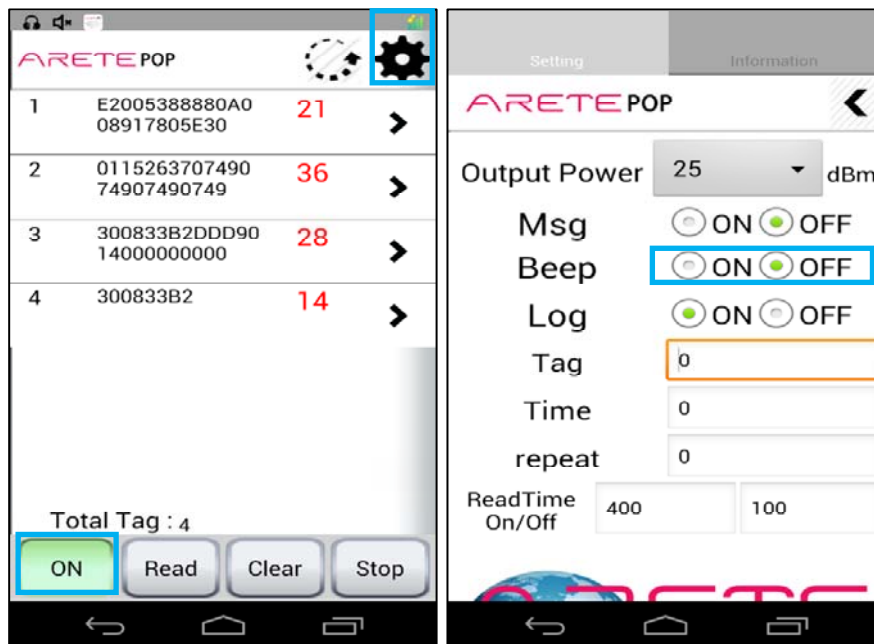 ARETE POP
1 E2005388880A0 21
08917805E30
2 0115263707490 36
74907490749
3 300833B2DDD90 28
14000000000
4 300833B2 14
Total Tag : 4
ON Read Clear Stop
Setting Information
ARETE POP
Output Power 25 dBm
Msg ON OFF
Beep ON OFF
Log ON OFF
Tag 0
Time 0
repeat 0
ReadTime
On/Off 400 100
ARETE